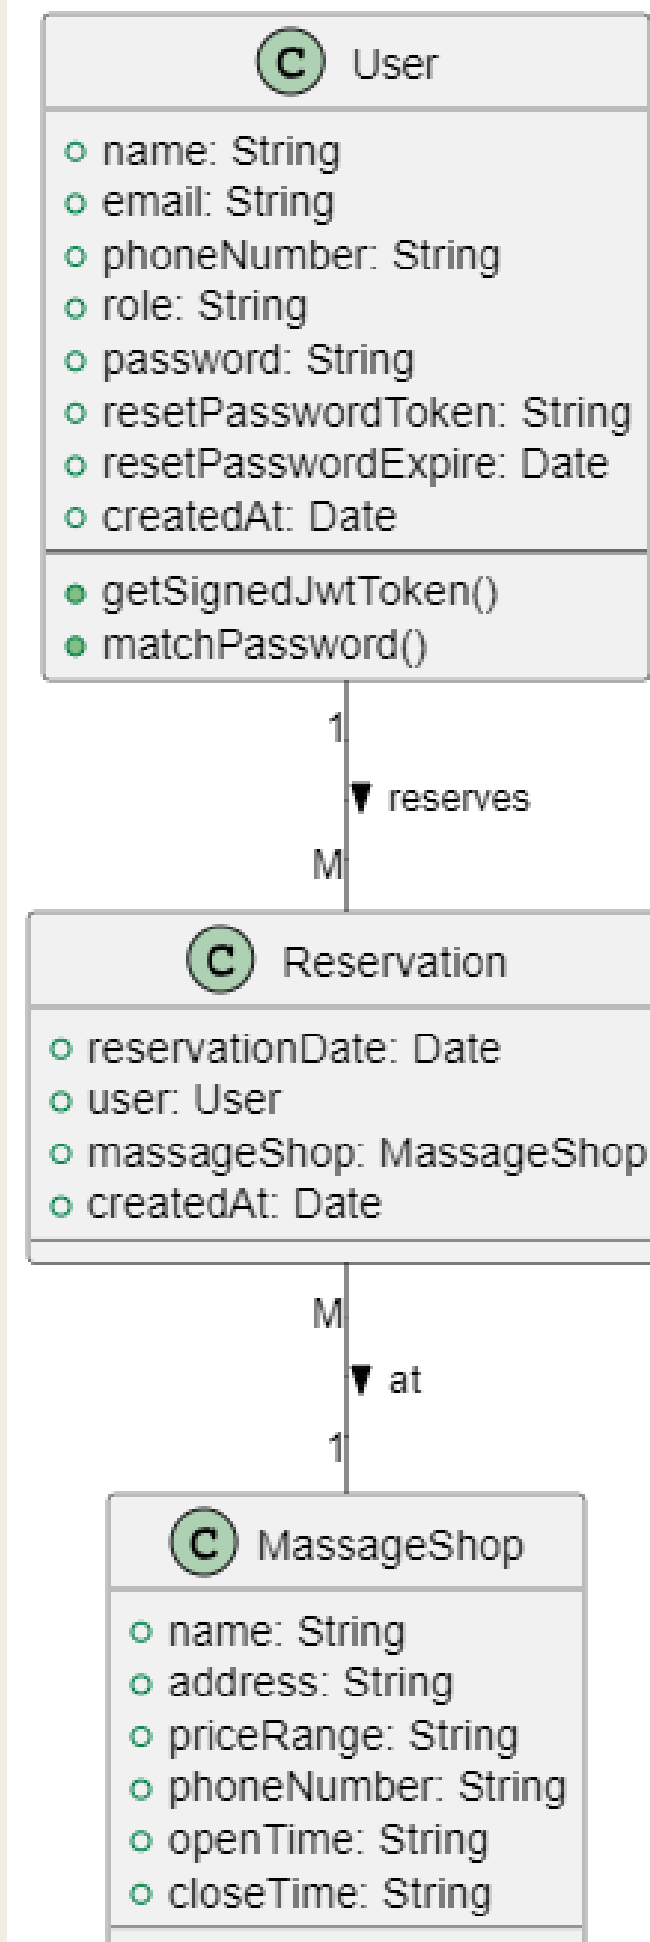 C User
name: String
email: String
phoneNumber: String
role: String
password: String
resetPasswordToken: String
resetPasswordExpire: Date
createdAt: Date
getSignedJwtToken()
matchPassword()
1
reserves
M
C Reservation
reservationDate: Date
user: User
massageShop: MassageShop
createdAt: Date
M
at
1
C MassageShop
name: String
address: String
priceRange: String
phoneNumber: String
openTime: String
closeTime: String